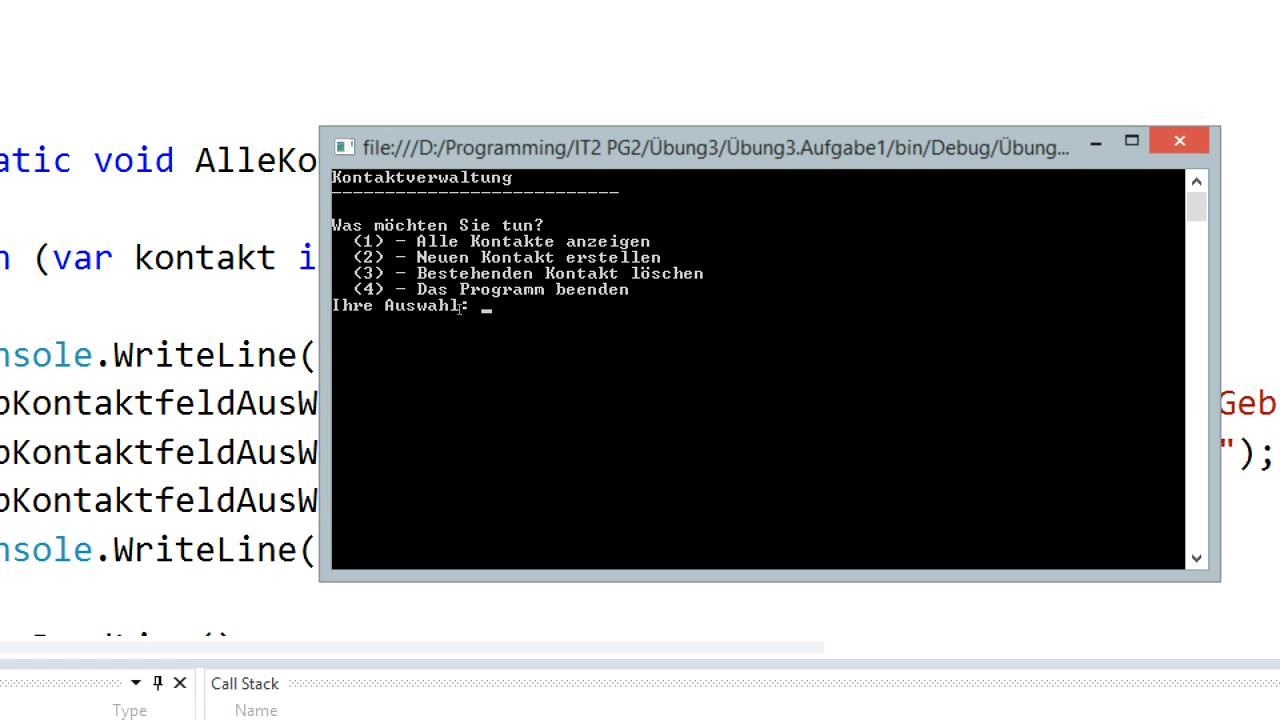 file:///D:/Programming/IT2 PG2/Übung3/Übung3.Aufgabe1/bin/Debug/Übung...
Kontaktverwaltung
---------------------------
Was möchten Sie tun?
(1) - Alle Kontakte anzeigen
(2) - Neuen Kontakt erstellen
(3) - Bestehenden Kontakt löschen
(4) - Das Programm beenden
Ihre Auswahl: _
atic void AlleKo
n (var kontakt i
nsole.WriteLine(
oKontaktfeldAusW
Geb
oKontaktfeldAusW
");
oKontaktfeldAusW
nsole.WriteLine(
Call Stack
Type
Name